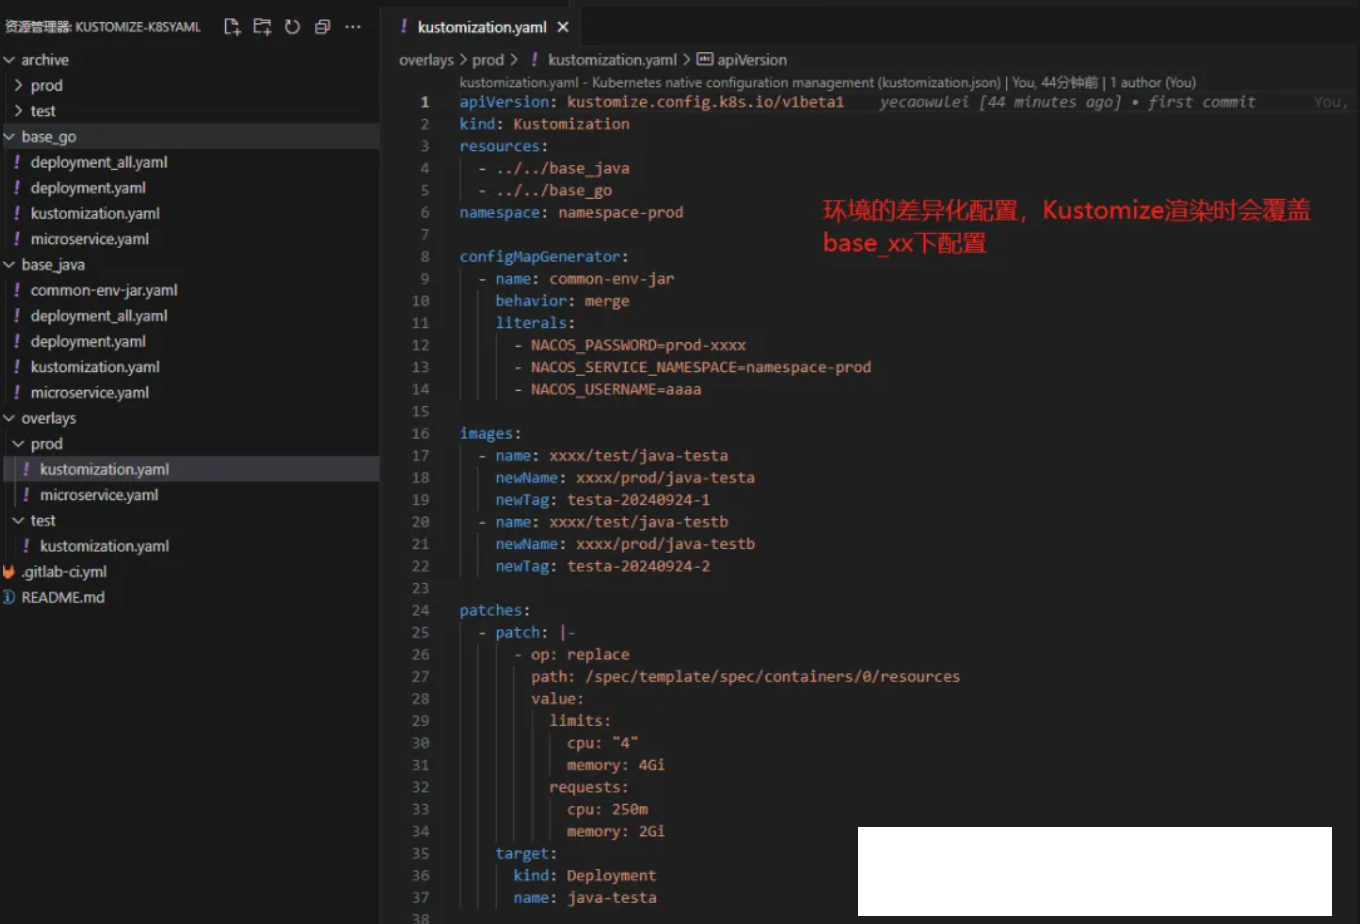 资源管理器: KUSTOMIZE-K8SYAML
archive
prod
test
base_go
deployment_all.yaml
deployment.yaml
kustomization.yaml
microservice.yaml
base_java
common-env-jar.yaml
deployment_all.yaml
deployment.yaml
kustomization.yaml
microservice.yaml
overlays
prod
kustomization.yaml
microservice.yaml
test
kustomization.yaml
.gitlab-ci.yml
README.md
kustomization.yaml
overlays > prod > ! kustomization.yaml > apiVersion
kustomization.yaml - Kubernetes native configuration management (kustomization.json) | You, 44分钟前 | 1 author (You)
1 apiVersion: kustomize.config.k8s.io/v1beta1 yecaowulei [44 minutes ago] • first commit You,
2 kind: Kustomization
3 resources:
4 - ../../base_java
5 - ../../base_go
6 namespace: namespace-prod
7
8 configMapGenerator:
9 - name: common-env-jar
10 behavior: merge
11 literals:
12 - NACOS_PASSWORD=prod-xxxx
13 - NACOS_SERVICE_NAMESPACE=namespace-prod
14 - NACOS_USERNAME=aaaa
15
16 images:
17 - name: xxxx/test/java-testa
18 newName: xxxx/prod/java-testa
19 newTag: testa-20240924-1
20 - name: xxxx/test/java-testb
21 newName: xxxx/prod/java-testb
22 newTag: testa-20240924-2
23
24 patches:
25 - patch: |-
26 - op: replace
27 path: /spec/template/spec/containers/0/resources
28 value:
29 limits:
30 cpu: "4"
31 memory: 4Gi
32 requests:
33 cpu: 250m
34 memory: 2Gi
35 target:
36 kind: Deployment
37 name: java-testa
38
环境的差异化配置，Kustomize渲染时会覆盖
base_xx下配置